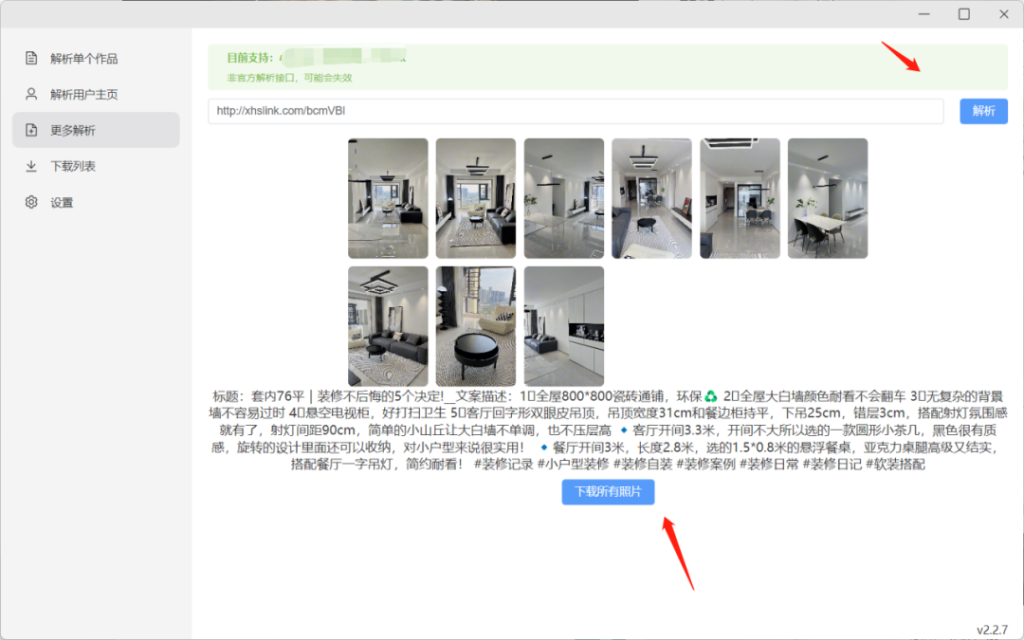 解析单个作品
解析用户主页
更多解析
下载列表
设置
目前支持：
非官方解析接口，可能会失效
http://xhslink.com/bcmVBl
解析
标题：套内76平｜装修不后悔的5个决定!__文案描述：1⃣全屋800*800瓷砖通铺，环保♻️ 2⃣全屋大白墙颜色耐看不会翻车 3⃣无复杂的背景
墙不容易过时 4⃣悬空电视柜，好打扫卫生 5⃣客厅回字形双眼皮吊顶，吊顶宽度31cm和餐边柜持平，下吊25cm，错层3cm，搭配射灯氛围感
就有了，射灯间距90cm，简单的小山丘让大白墙不单调，也不压层高 🔹客厅开间3.3米，开间不大所以选的一款圆形小茶几，黑色很有质
感，旋转的设计里面还可以收纳，对小户型来说很实用！ 🔹餐厅开间3米，长度2.8米，选的1.5*0.8米的悬浮餐桌，亚克力桌腿高级又结实，
搭配餐厅一字吊灯，简约耐看！ #装修记录 #小户型装修 #装修自装 #装修案例 #装修日常 #装修日记 #软装搭配
下载所有照片
v2.2.7